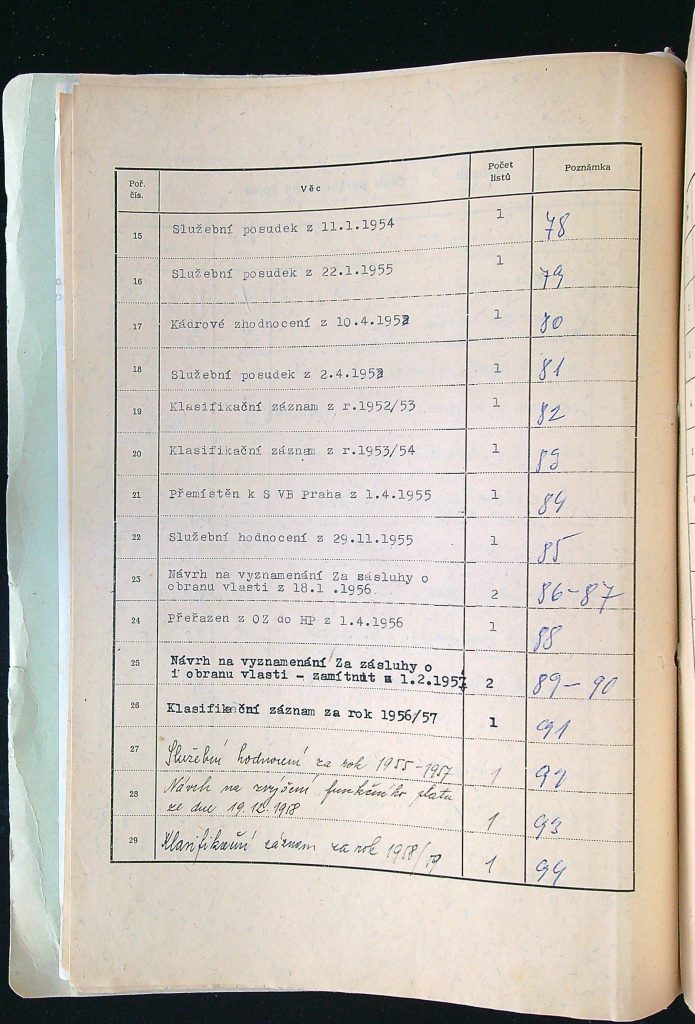 Poř. čís. Věc Počet listů Poznámka
15 Služební posudek z 11.1.1954 1 78
16 Služební posudek z 22.1.1955 1 79
17 Kádrové zhodnocení z 10.4.1952 1 80
18 Služební posudek z 2.4.1953 1 81
19 Klasifikační záznam z r.1952/53 1 82
20 Klasifikační záznam z r.1953/54 1 83
21 Přemístěn k S VB Praha z 1.4.1955 1 84
22 Služební hodnocení z 29.11.1955 1 85
23 Návrh na vyznamenání Za zásluhy o
obranu vlasti z 18.1 .1956 2 86-87
24 Přeřazen z OZ do HP z 1.4.1956 1 88
25 Návrh na vyznamenání Za zásluhy o
obranu vlasti - zamítnut z 1.2.1957 2 89-90
26 Klasifikační záznam za rok 1956/57 1 91
27 Služební hodnocení za rok 1955-1957 1 92
28 Návrh na zvýšení funkčního platu
ze dne 19.12.1958 1 93
29 Klasifikační záznam za rok 1958/59 1 94